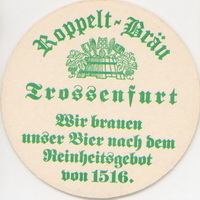 Roppelt-Bräu
Trossenfurt
Wir brauen
unser Bier nach dem
Reinheitsgebot
von 1516.